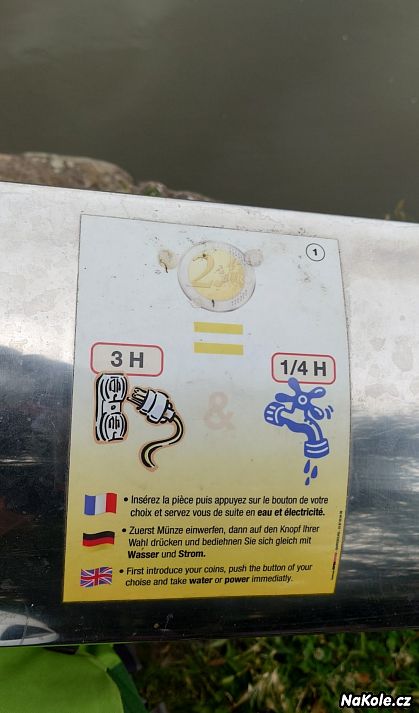 1
2
3 H
1/4 H
&
• Insérez la pièce puis appuyez sur le bouton de votre
choix et servez vous de suite en eau et électricité.
• Zuerst Münze einwerfen, dann auf den Knopf Ihrer
Wahl drücken und bediehnen Sie sich gleich mit
Wasser und Strom.
• First introduce your coins, push the button of your
choise and take water or power immediatly.
NaKole.cz